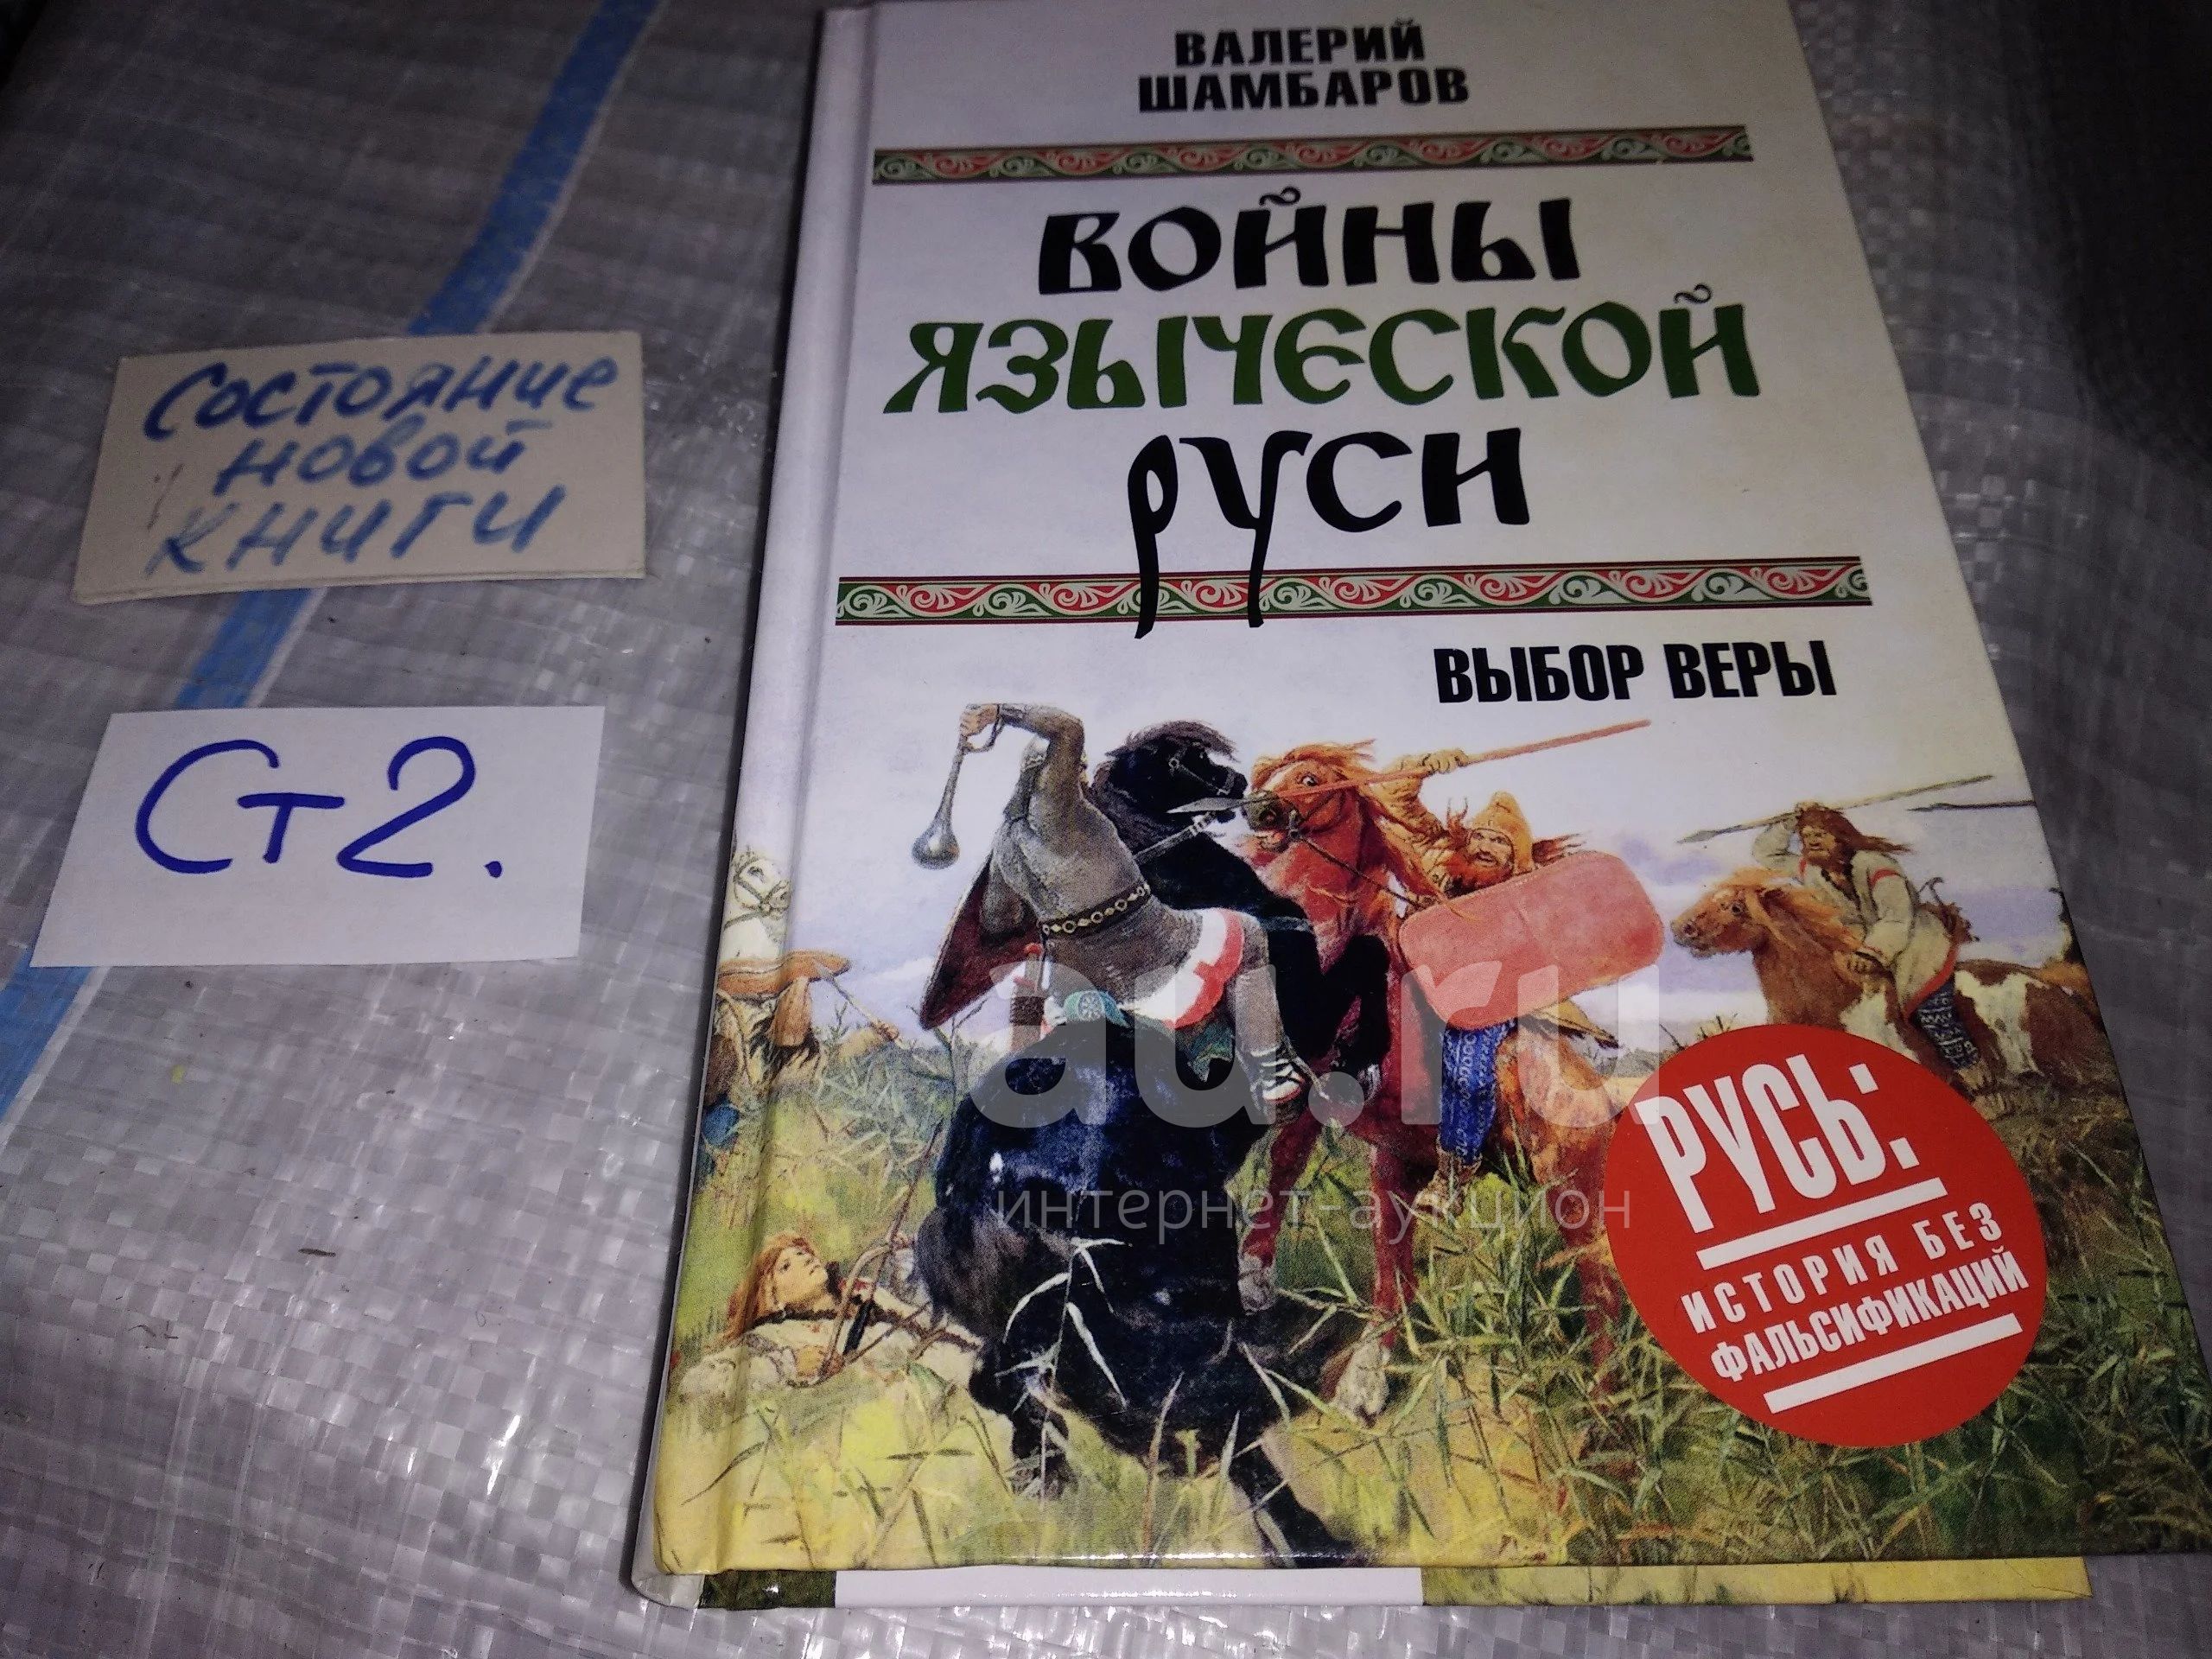 ВАЛЕРИЙ
ШАМБАРОВ
ВОЙНЫ
ЯЗЫЧЕСКОЙ
РУСИ
ВЫБОР ВЕРЫ
Состояние
новой
книги
Ст2.
au.ru
интернет-аукцион
РУСЬ:
ИСТОРИЯ БЕЗ
ФАЛЬСИФИКАЦИЙ